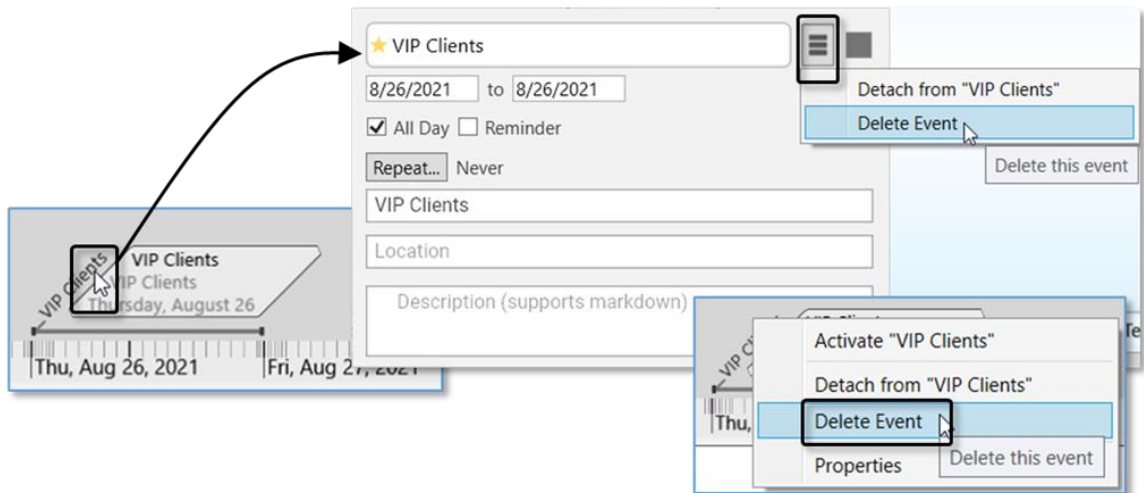 VIP Clients
8/26/2021 to 8/26/2021
All Day Reminder
Repeat... Never
VIP Clients
Location
Description (supports markdown)
Detach from "VIP Clients"
Delete Event
Delete this event
VIP Clients
VIP Clients
VIP Clients
Thursday, August 26
Thu, Aug 26, 2021
Fri, Aug 27, 2021
Activate "VIP Clients"
Detach from "VIP Clients"
Delete Event
Delete this event
Properties
Thu,